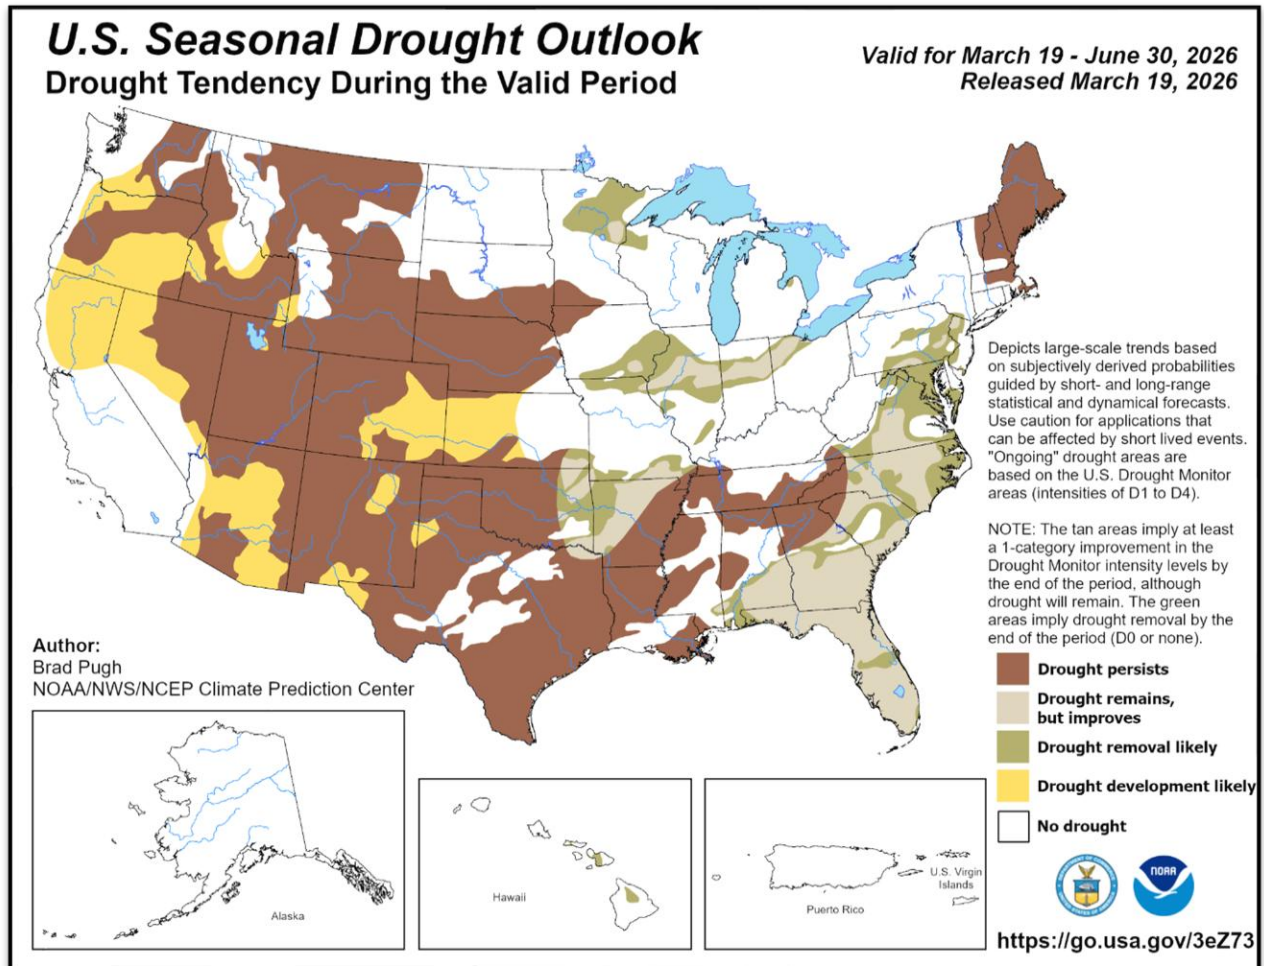 U.S. Seasonal Drought Outlook
Drought Tendency During the Valid Period
Valid for March 19 - June 30, 2026
Released March 19, 2026
Depicts large-scale trends based
on subjectively derived probabilities
guided by short- and long-range
statistical and dynamical forecasts.
Use caution for applications that
can be affected by short lived events.
"Ongoing" drought areas are
based on the U.S. Drought Monitor
areas (intensities of D1 to D4).
NOTE: The tan areas imply at least
a 1-category improvement in the
Drought Monitor intensity levels by
the end of the period, although
drought will remain. The green
areas imply drought removal by the
end of the period (D0 or none).
Author:
Brad Pugh
NOAA/NWS/NCEP Climate Prediction Center
Drought persists
Drought remains,
but improves
Drought removal likely
Drought development likely
No drought
Alaska
Hawaii
Puerto Rico
U.S. Virgin
Islands
NOAA
https://go.usa.gov/3eZ73